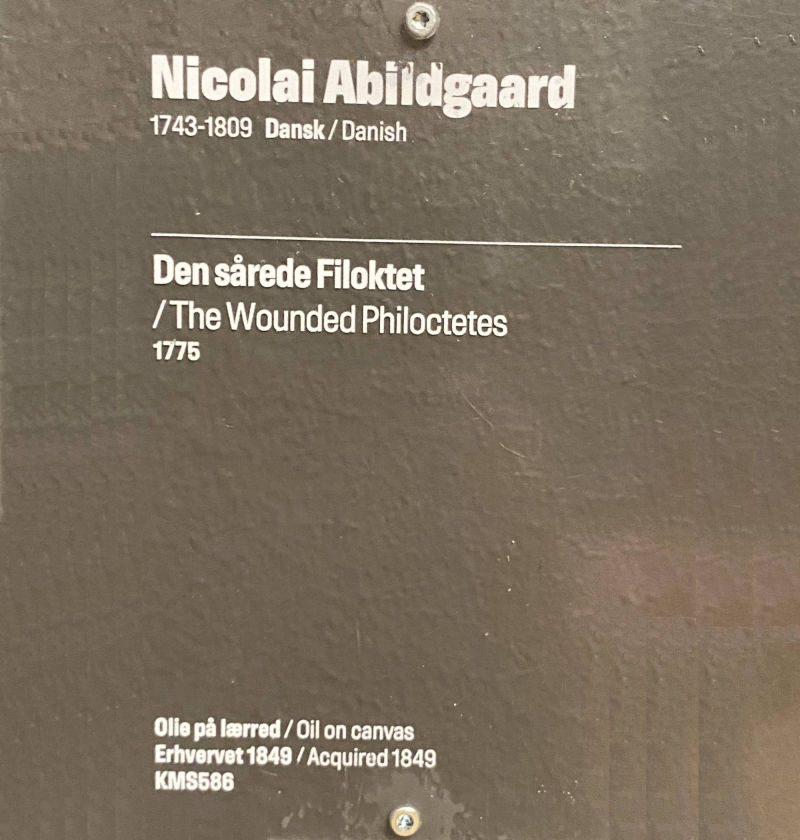 Nicolai Abildgaard
1743-1809 Dansk / Danish
Den sårede Filoktet
/ The Wounded Philoctetes
1775
Olie på lærred / Oil on canvas
Erhvervet 1849 / Acquired 1849
KMS586